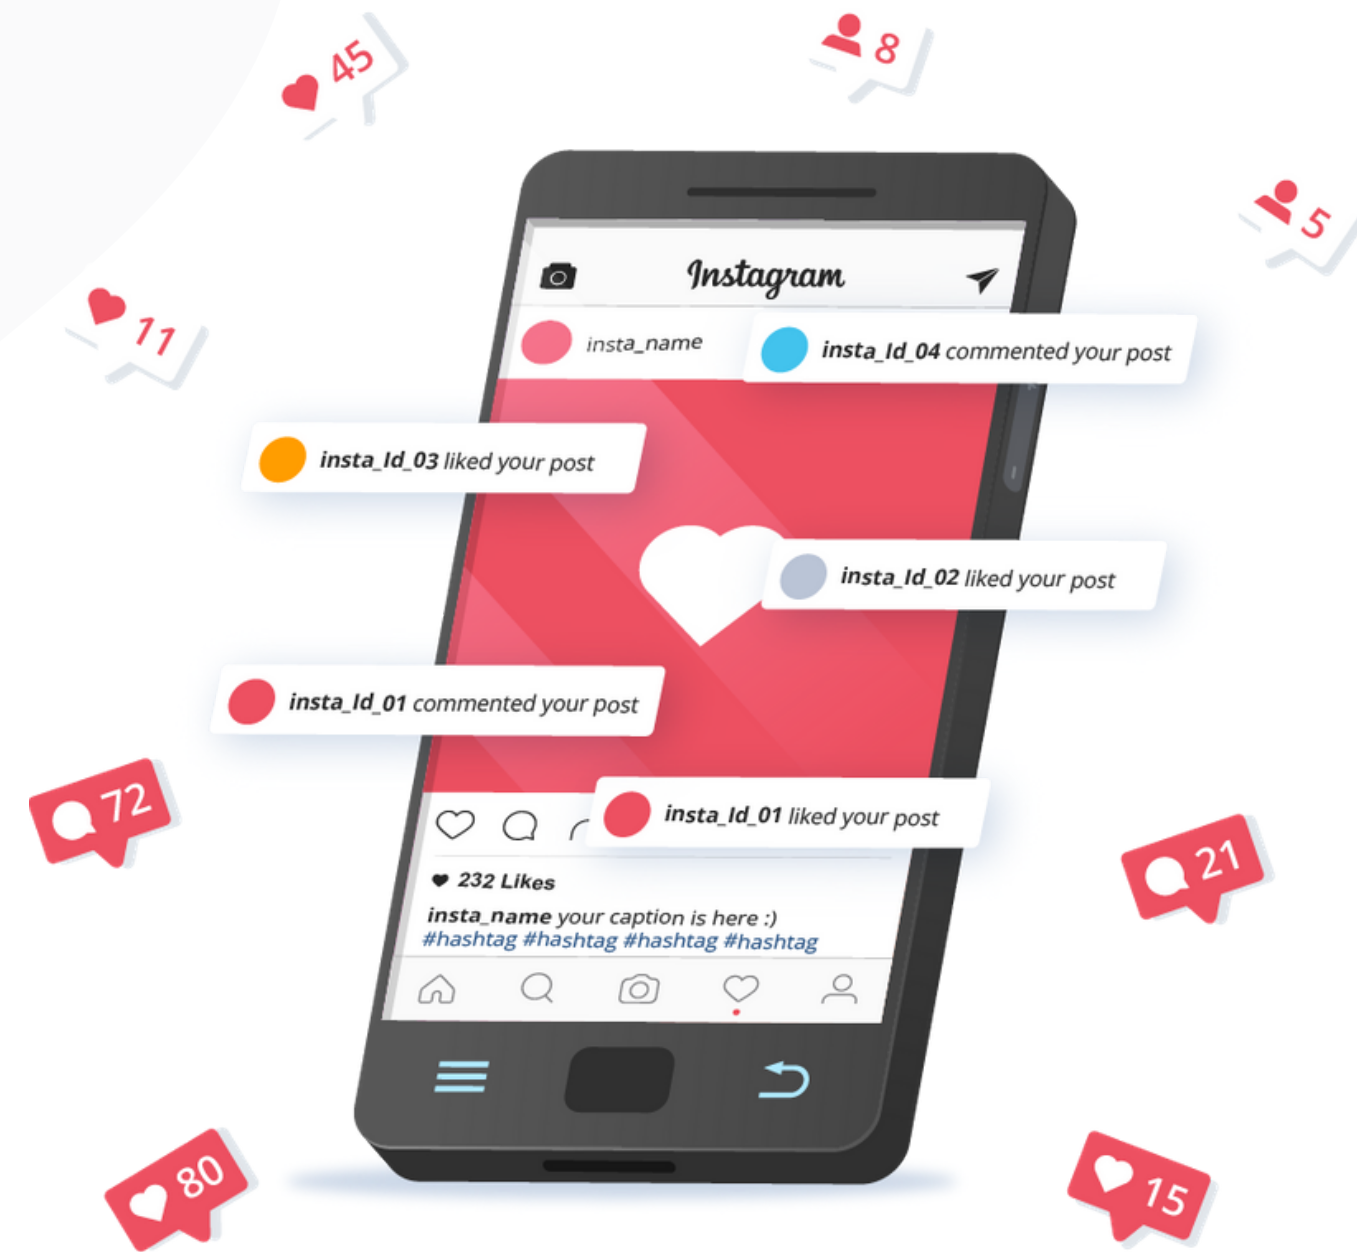 45
8
5
11
Instagram
insta_name
insta_Id_04 commented your post
insta_Id_03 liked your post
insta_Id_02 liked your post
insta_Id_01 commented your post
72
insta_Id_01 liked your post
21
232 Likes
insta_name your caption is here :)
#hashtag #hashtag #hashtag #hashtag
80
15